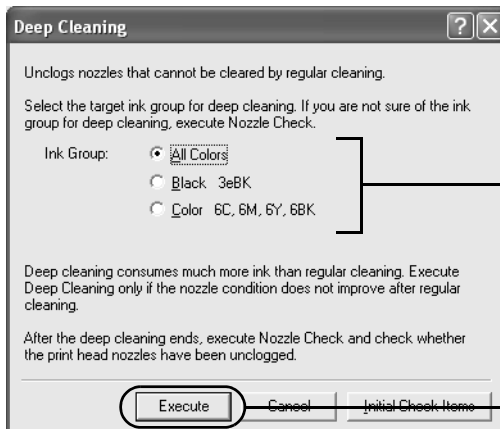 Deep Cleaning
Unclogs nozzles that cannot be cleared by regular cleaning.
Select the target ink group for deep cleaning. If you are not sure of the ink
group for deep cleaning, execute Nozzle Check.
Ink Group:
All Colors
Black 3eBK
Color 6C, 6M, 6Y, 6BK
Deep cleaning consumes much more ink than regular cleaning. Execute
Deep Cleaning only if the nozzle condition does not improve after regular
cleaning.
After the deep cleaning ends, execute Nozzle Check and check whether
the print head nozzles have been unclogged.
Execute Cancel Initial Check Items